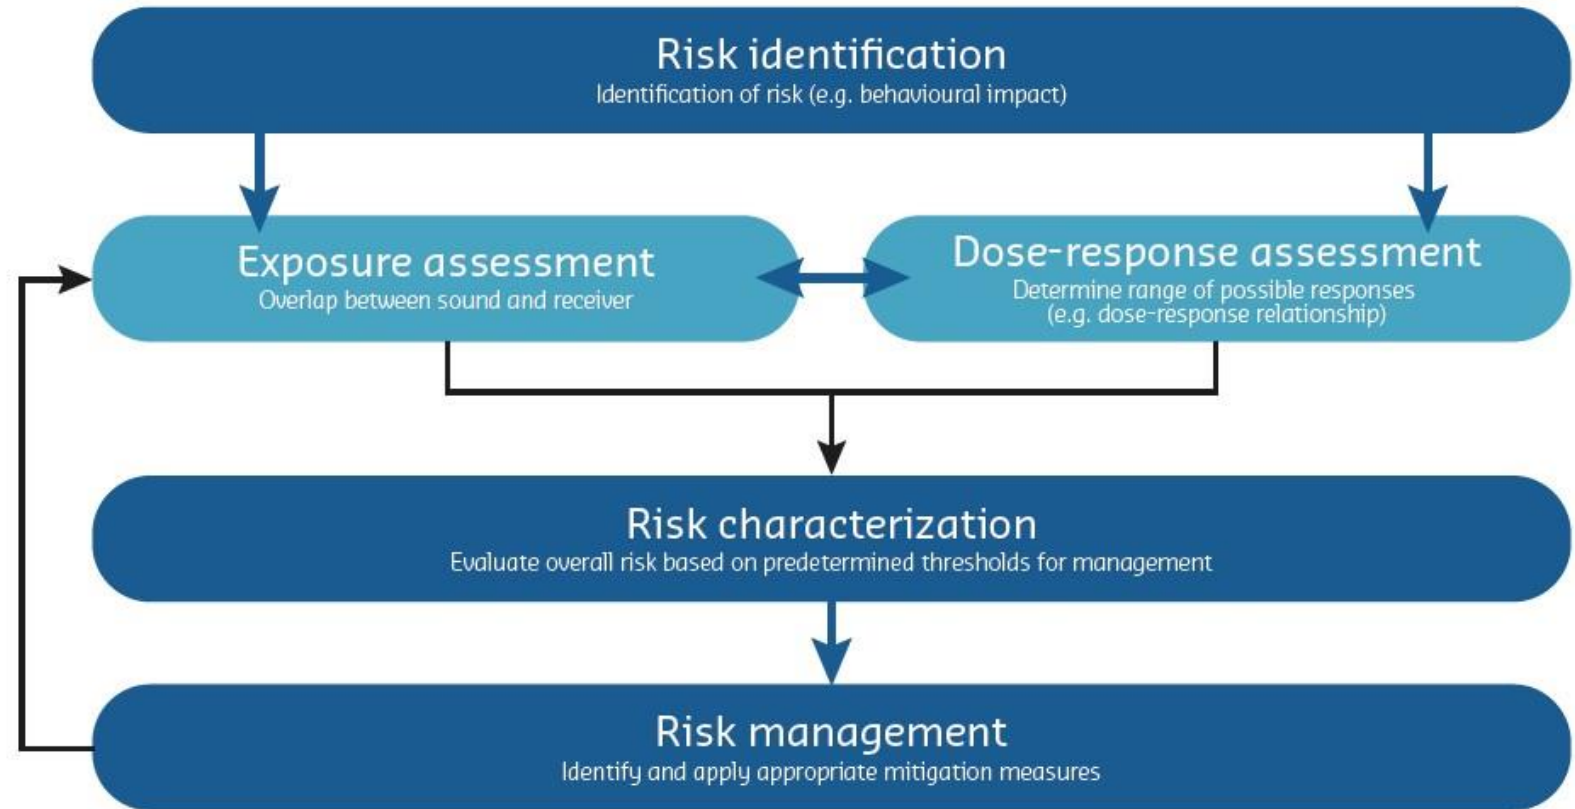 Risk identification
Identification of risk (e.g. behavioural impact)
Exposure assessment
Overlap between sound and receiver
Dose-response assessment
Determine range of possible responses
(e.g. dose-response relationship)
Risk characterization
Evaluate overall risk based on predetermined thresholds for management
Risk management
Identify and apply appropriate mitigation measures